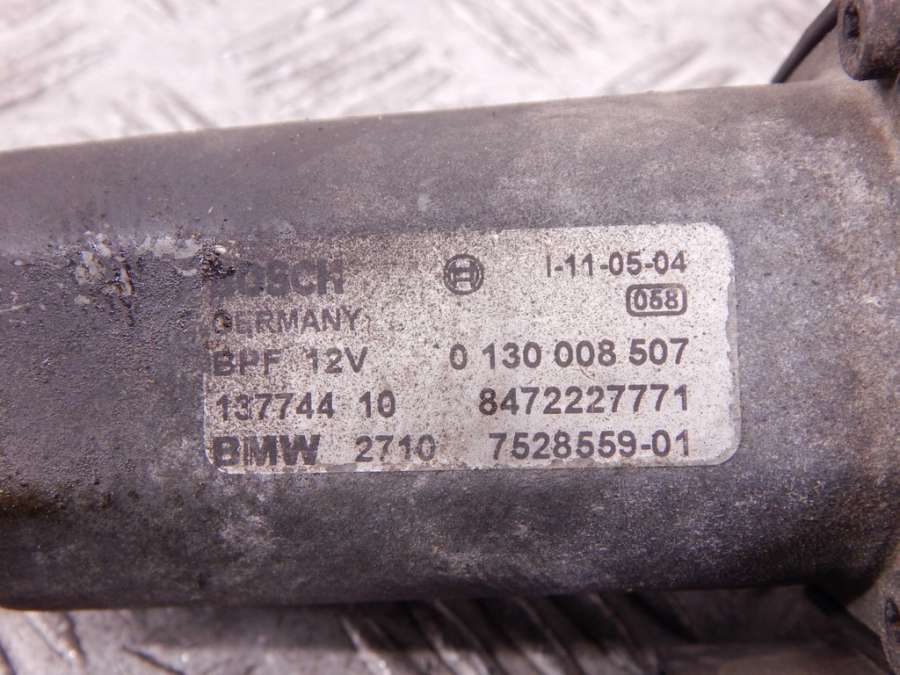 BOSCH I-11-05-04
GERMANY 058
BPF 12V 0 130 008 507
137744 10 8472227771
BMW 2710 7528559-01